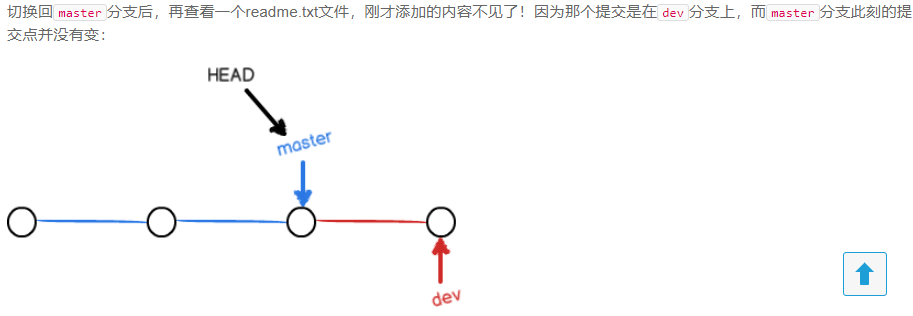 切换回master分支后，再查看一个readme.txt文件，刚才添加的内容不见了！因为那个提交是在dev分支上，而master分支此刻的提
交点并没有变：
HEAD
master
dev